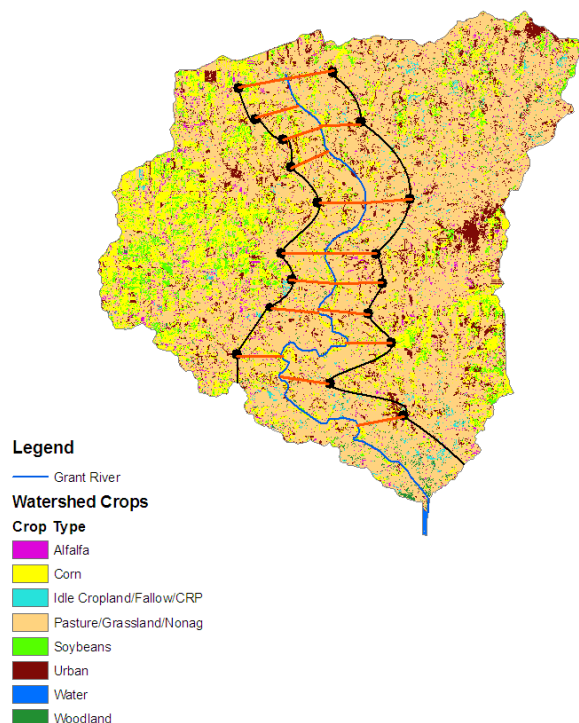 Legend
Grant River
Watershed Crops
Crop Type
Alfalfa
Corn
Idle Cropland/Fallow/CRP
Pasture/Grassland/Nonag
Soybeans
Urban
Water
Woodland